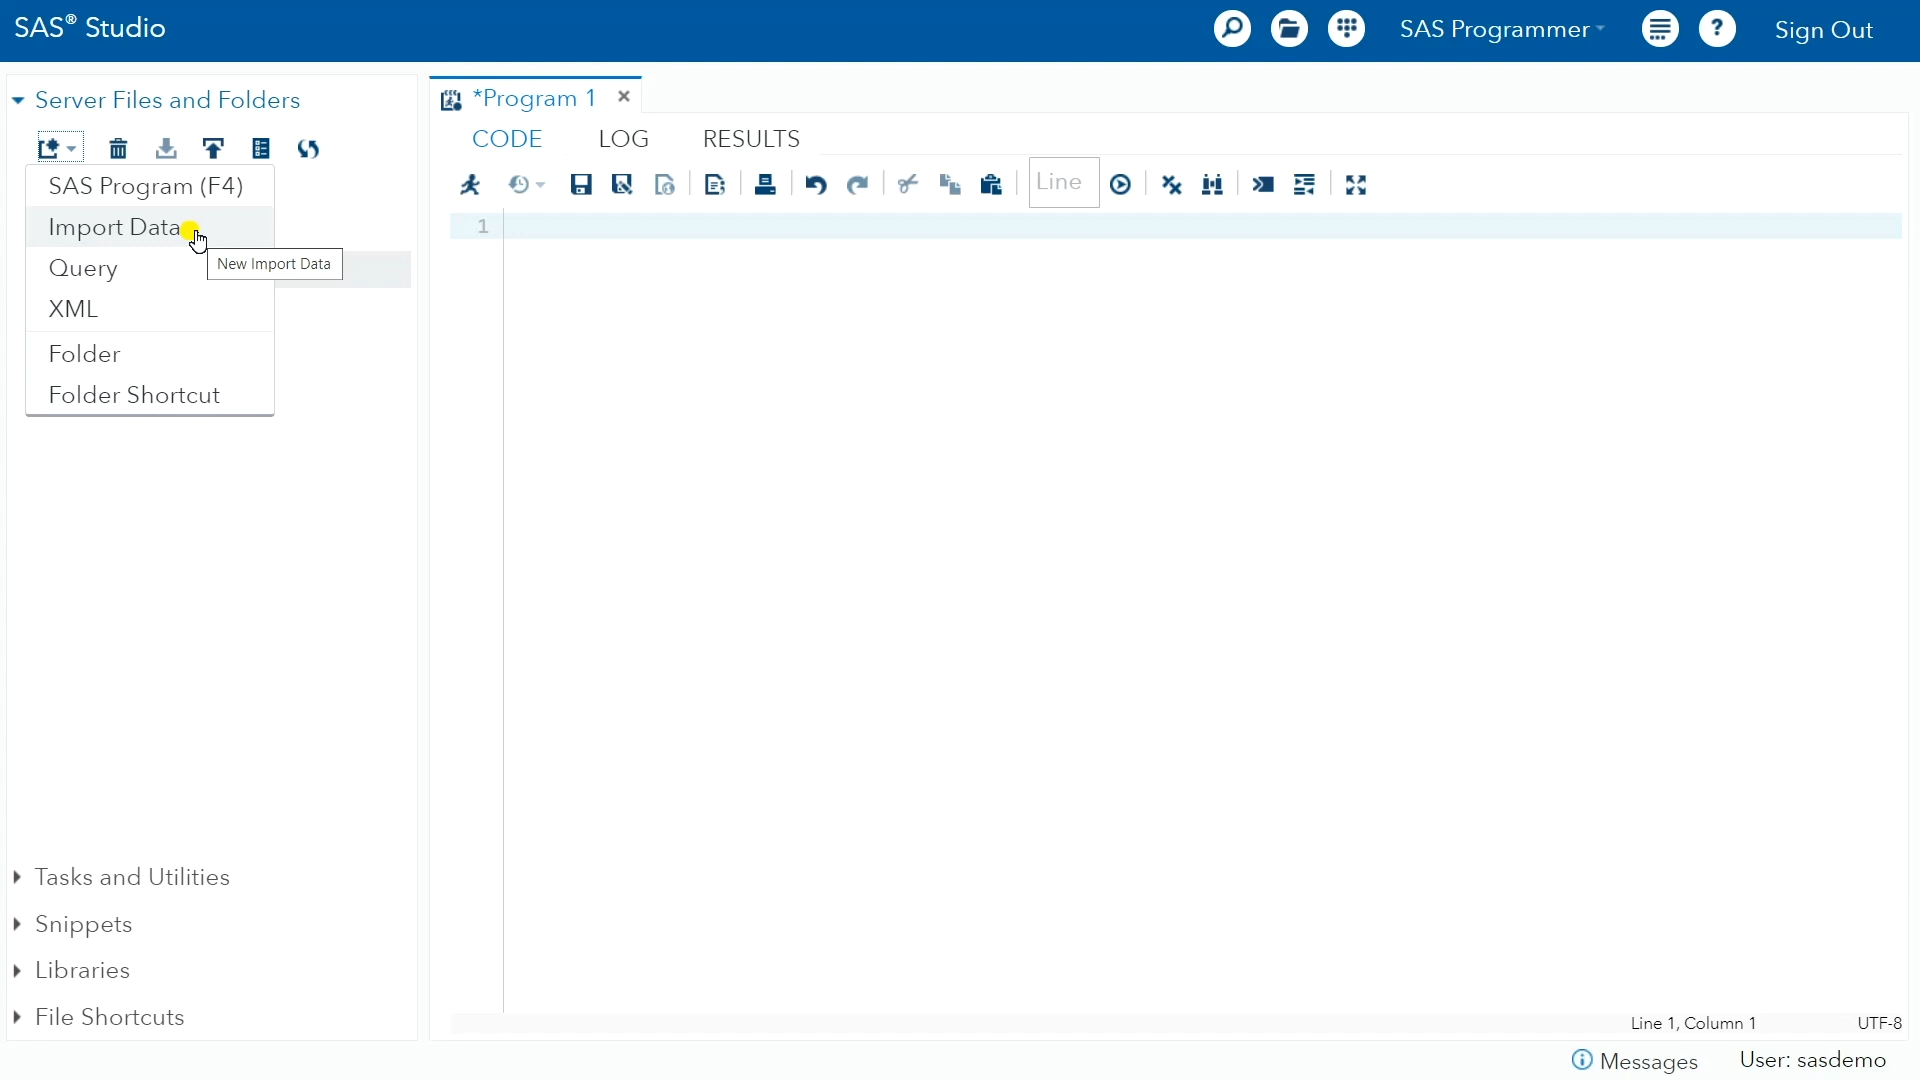 SAS® Studio
SAS Programmer
Sign Out
Server Files and Folders
SAS Program (F4)
Import Data
New Import Data
Query
XML
Folder
Folder Shortcut
Tasks and Utilities
Snippets
Libraries
File Shortcuts
*Program 1
CODE LOG RESULTS
Line
1
Line 1, Column 1 UTF-8
Messages User: sasdemo